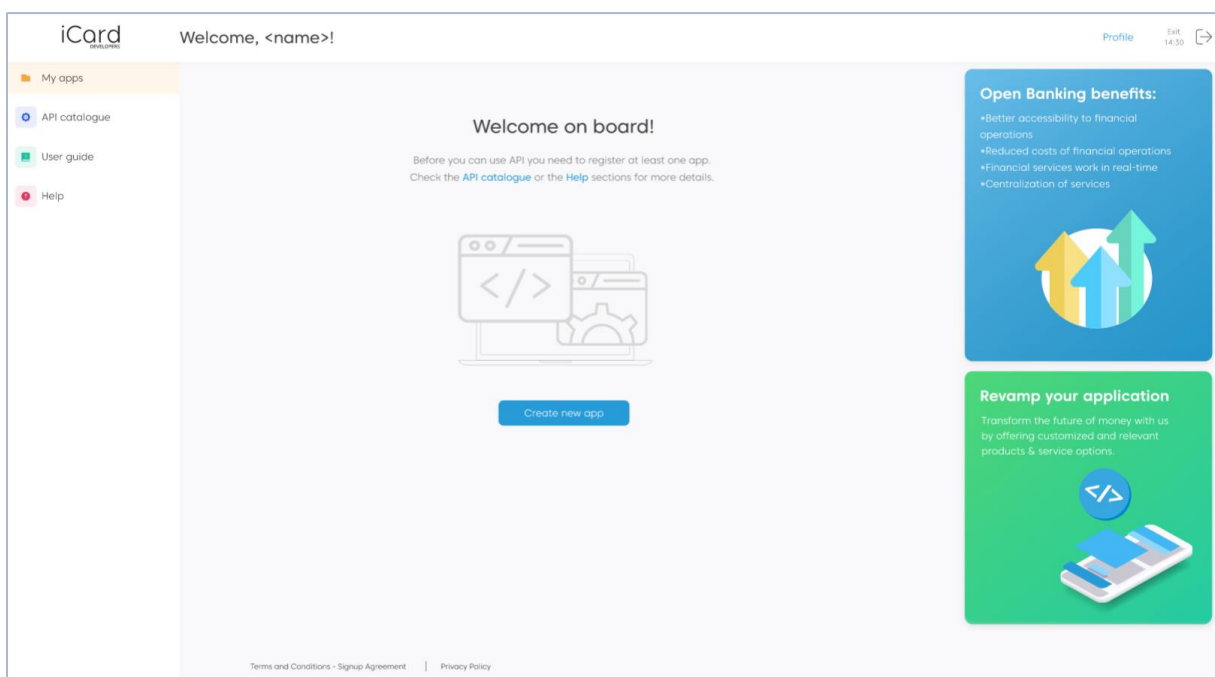 iCard
DEVELOPERS
Welcome, <name>!
Profile
Exit
14:30
My apps
API catalogue
User guide
Help
Welcome on board!
Before you can use API you need to register at least one app.
Check the API catalogue or the Help sections for more details.
</>
Create new app
Open Banking benefits:
*Better accessibility to financial
operations
*Reduced costs of financial operations
*Financial services work in real-time
*Centralization of services
Revamp your application
Transform the future of money with us
by offering customized and relevant
products & service options.
</>
Terms and Conditions - Signup Agreement | Privacy Policy